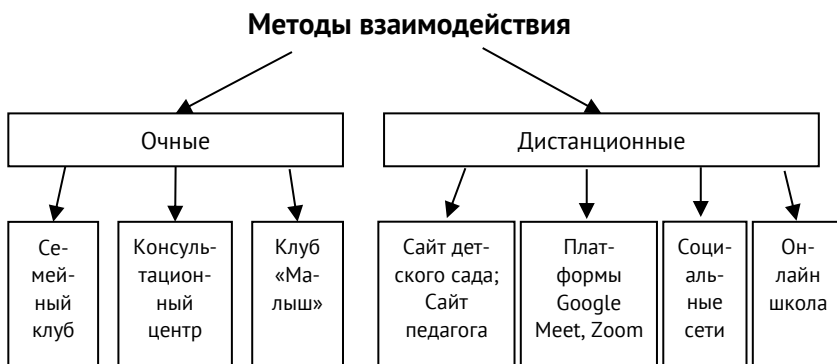 Методы взаимодействия
Очные
Дистанционные
Се-
мей-
ный
клуб
Консуль-
тацион-
ный
центр
Клуб
«Ма-
лыш»
Сайт дет-
ского сада;
Сайт
педагога
Плат-
формы
Google
Meet, Zoom
Соци-
аль-
ные
сети
Он-
лайн
школа